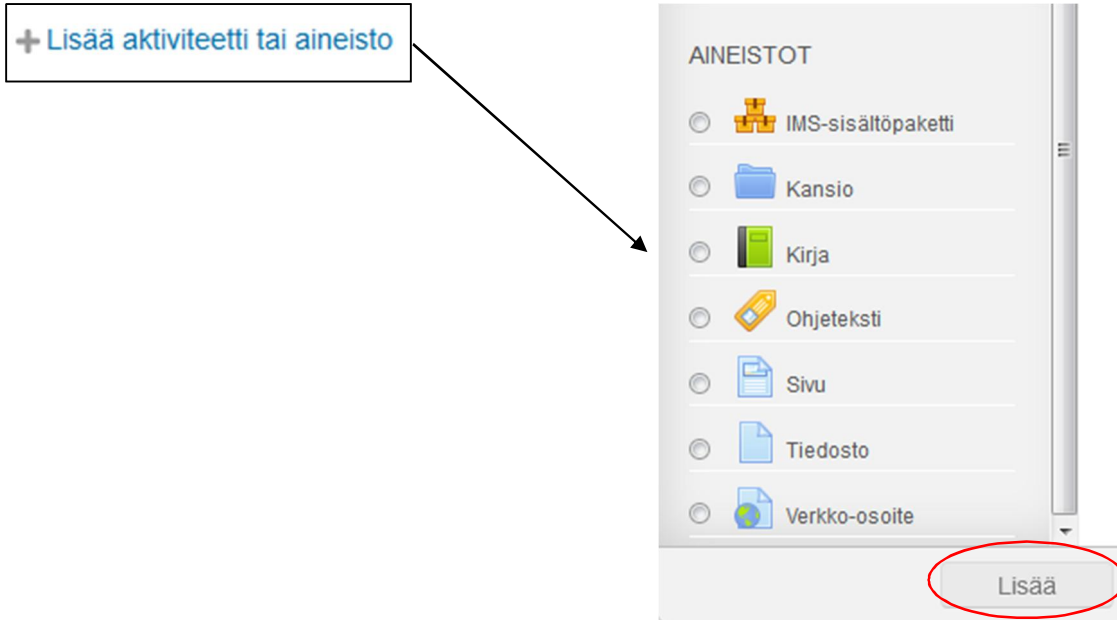 Lisää aktiviteetti tai aineisto
AINEISTOT
IMS-sisältöpaketti
Kansio
Kirja
Ohjeteksti
Sivu
Tiedosto
Verkko-osoite
Lisää